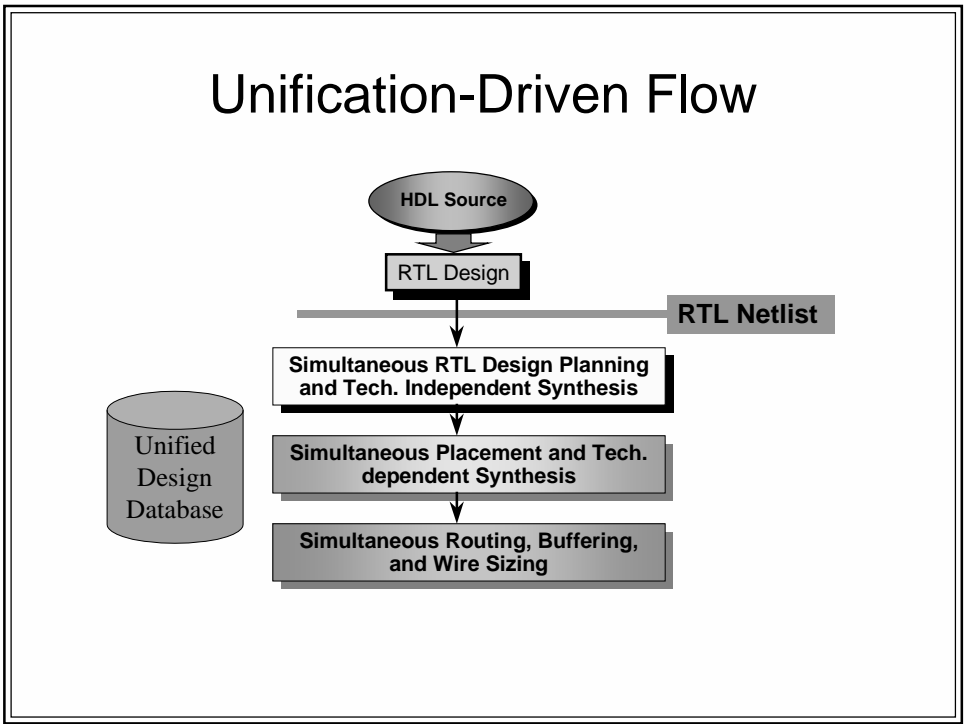 Unification-Driven Flow
HDL Source
RTL Design
RTL Netlist
Simultaneous RTL Design Planning
and Tech. Independent Synthesis
Unified
Design
Database
Simultaneous Placement and Tech.
dependent Synthesis
Simultaneous Routing, Buffering,
and Wire Sizing